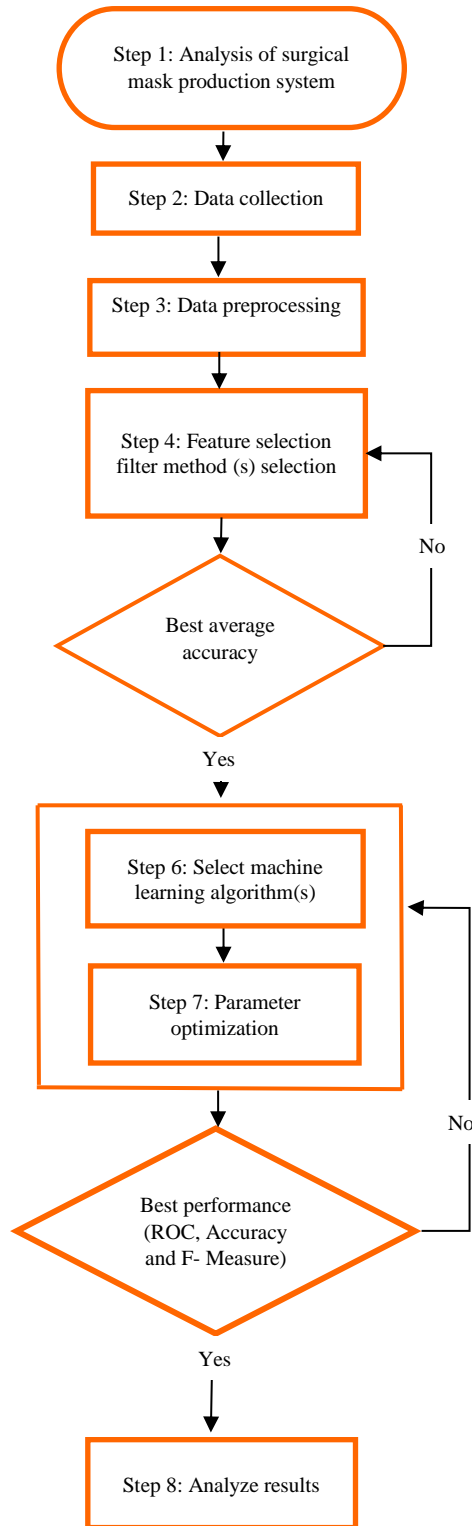 Step 1: Analysis of surgical
mask production system
Step 2: Data collection
Step 3: Data preprocessing
Step 4: Feature selection
filter method (s) selection
No
Best average
accuracy
Yes
Step 6: Select machine
learning algorithm(s)
Step 7: Parameter
optimization
No
Best performance
(ROC, Accuracy
and F- Measure)
Yes
Step 8: Analyze results